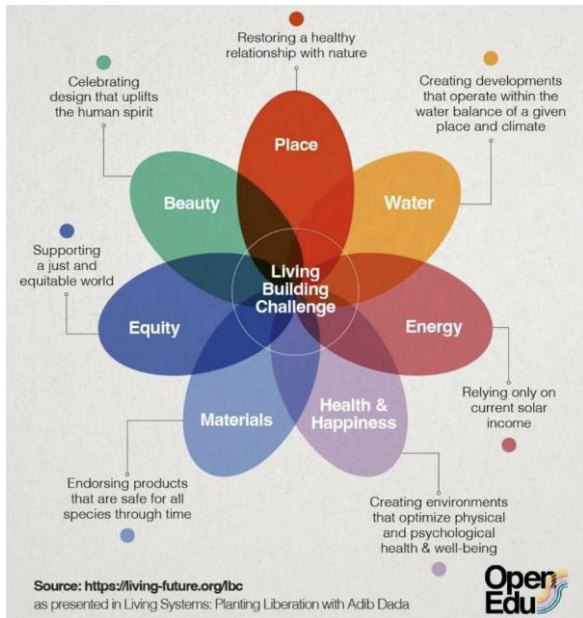 Restoring a healthy
relationship with nature
Celebrating
design that uplifts
the human spirit
Creating developments
that operate within the
water balance of a given
place and climate
Place
Beauty
Water
Supporting
a just and
equitable world
Living
Building
Challenge
Equity
Energy
Materials
Health &
Happiness
Relying only on
current solar
income
Endorsing products
that are safe for all
species through time
Creating environments
that optimize physical
and psychological
health & well-being
Source: https://living-future.org/lbc
as presented in Living Systems: Planting Liberation with Adib Dada
Open
Edu